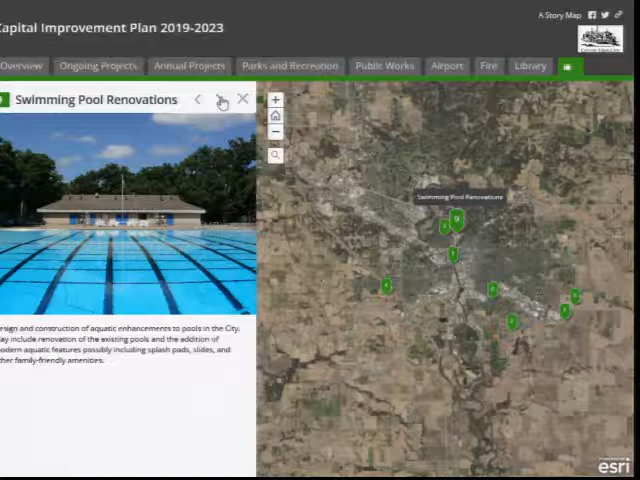 Capital Improvement Plan 2019-2023
A Story Map
Overview
Ongoing Projects
Annual Projects
Parks and Recreation
Public Works
Airport
Fire
Library
Swimming Pool Renovations
Swimming Pool Renovations
9
esign and construction of aquatic enhancements to pools in the City.
ay include renovation of the existing pools and the addition of
odern aquatic features possibly including splash pads, slides, and
ther family-friendly amenities.
esri